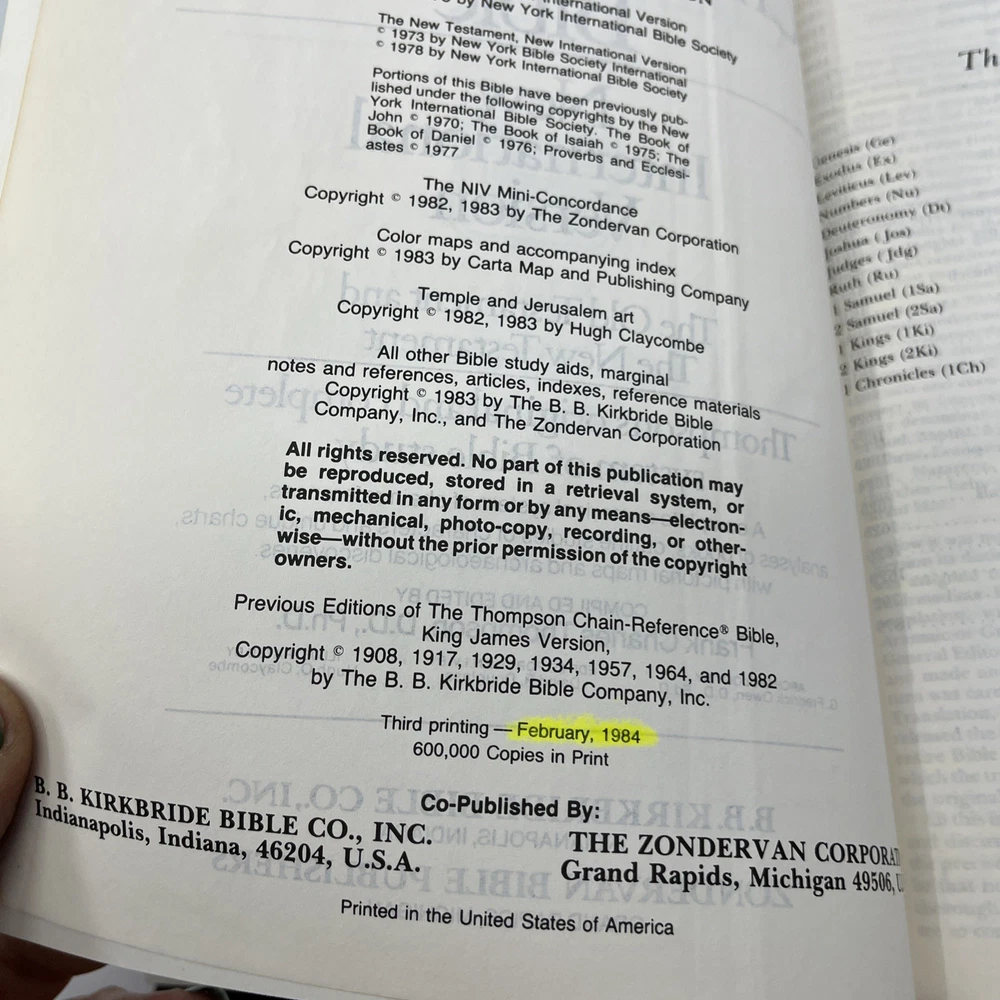 International Version
by New York International Bible Society
The New Testament, New International Version
© 1973 by New York Bible Society International
© 1978 by New York International Bible Society
Portions of this Bible have been previously pub-
lished under the following copyrights by the New
York International Bible Society. The Book of
John © 1970; The Book of Isaiah © 1975; The
Book of Daniel © 1976; Proverbs and Ecclesi-
astes © 1977
The NIV Mini-Concordance
Copyright © 1982, 1983 by The Zondervan Corporation
Color maps and accompanying index
Copyright © 1983 by Carta Map and Publishing Company
Temple and Jerusalem art
Copyright © 1982, 1983 by Hugh Claycombe
All other Bible study aids, marginal
notes and references, articles, indexes, reference materials
Copyright © 1983 by The B. B. Kirkbride Bible
Company, Inc., and The Zondervan Corporation
All rights reserved. No part of this publication may
be reproduced, stored in a retrieval system, or
transmitted in any form or by any means—electron-
ic, mechanical, photo-copy, recording, or other-
wise—without the prior permission of the copyright
owners.
Previous Editions of The Thompson Chain-Reference® Bible,
King James Version,
Copyright © 1908, 1917, 1929, 1934, 1957, 1964, and 1982
by The B. B. Kirkbride Bible Company, Inc.
Third printing — February, 1984
600,000 Copies in Print
Co-Published By:
B. B. KIRKBRIDE BIBLE CO., INC.
Indianapolis, Indiana, 46204, U.S.A.
THE ZONDERVAN CORPORAT
Grand Rapids, Michigan 49506,
Printed in the United States of America
Th
Genesis (Ge)
Exodus (Ex)
Leviticus (Lev)
Numbers (Nu)
Deuteronomy (Dt)
Joshua (Jos)
Judges (Jdg)
Ruth (Ru)
1 Samuel (1Sa)
2 Samuel (2Sa)
1 Kings (1Ki)
2 Kings (2Ki)
1 Chronicles (1Ch)